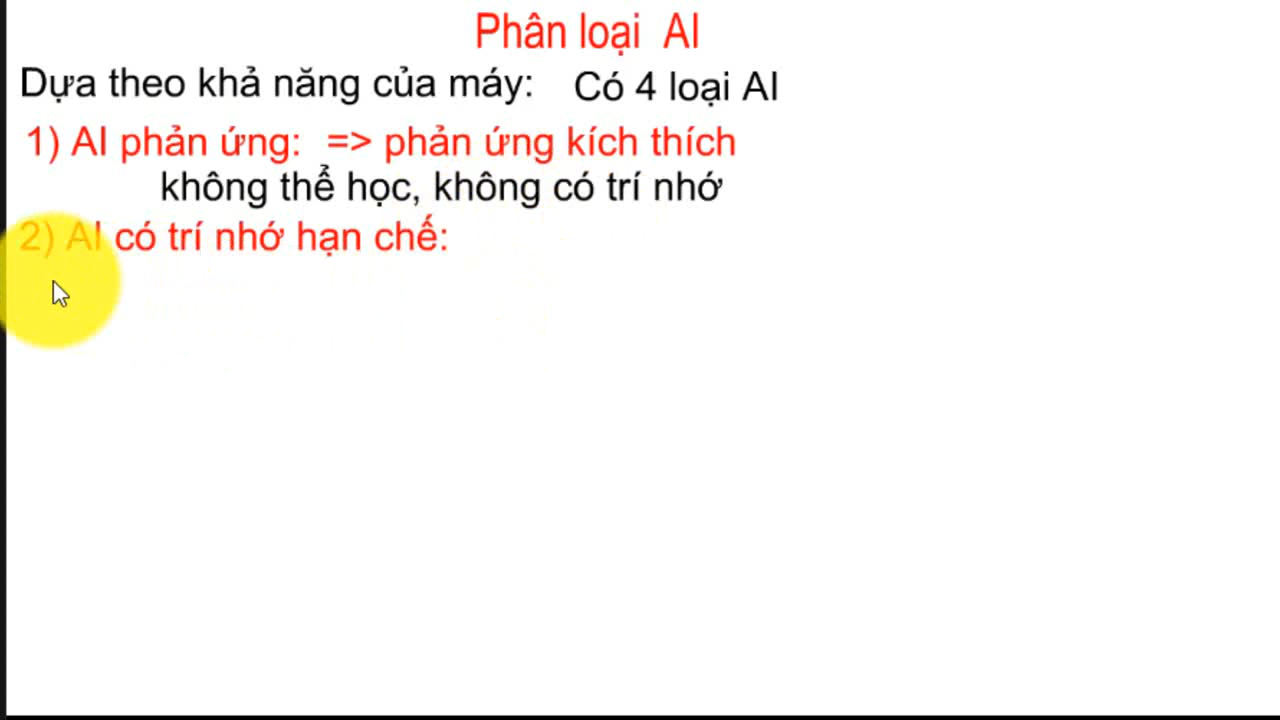 Phân loại AI
Dựa theo khả năng của máy: Có 4 loại AI
1) AI phản ứng: => phản ứng kích thích
không thể học, không có trí nhớ
2) AI có trí nhớ hạn chế: